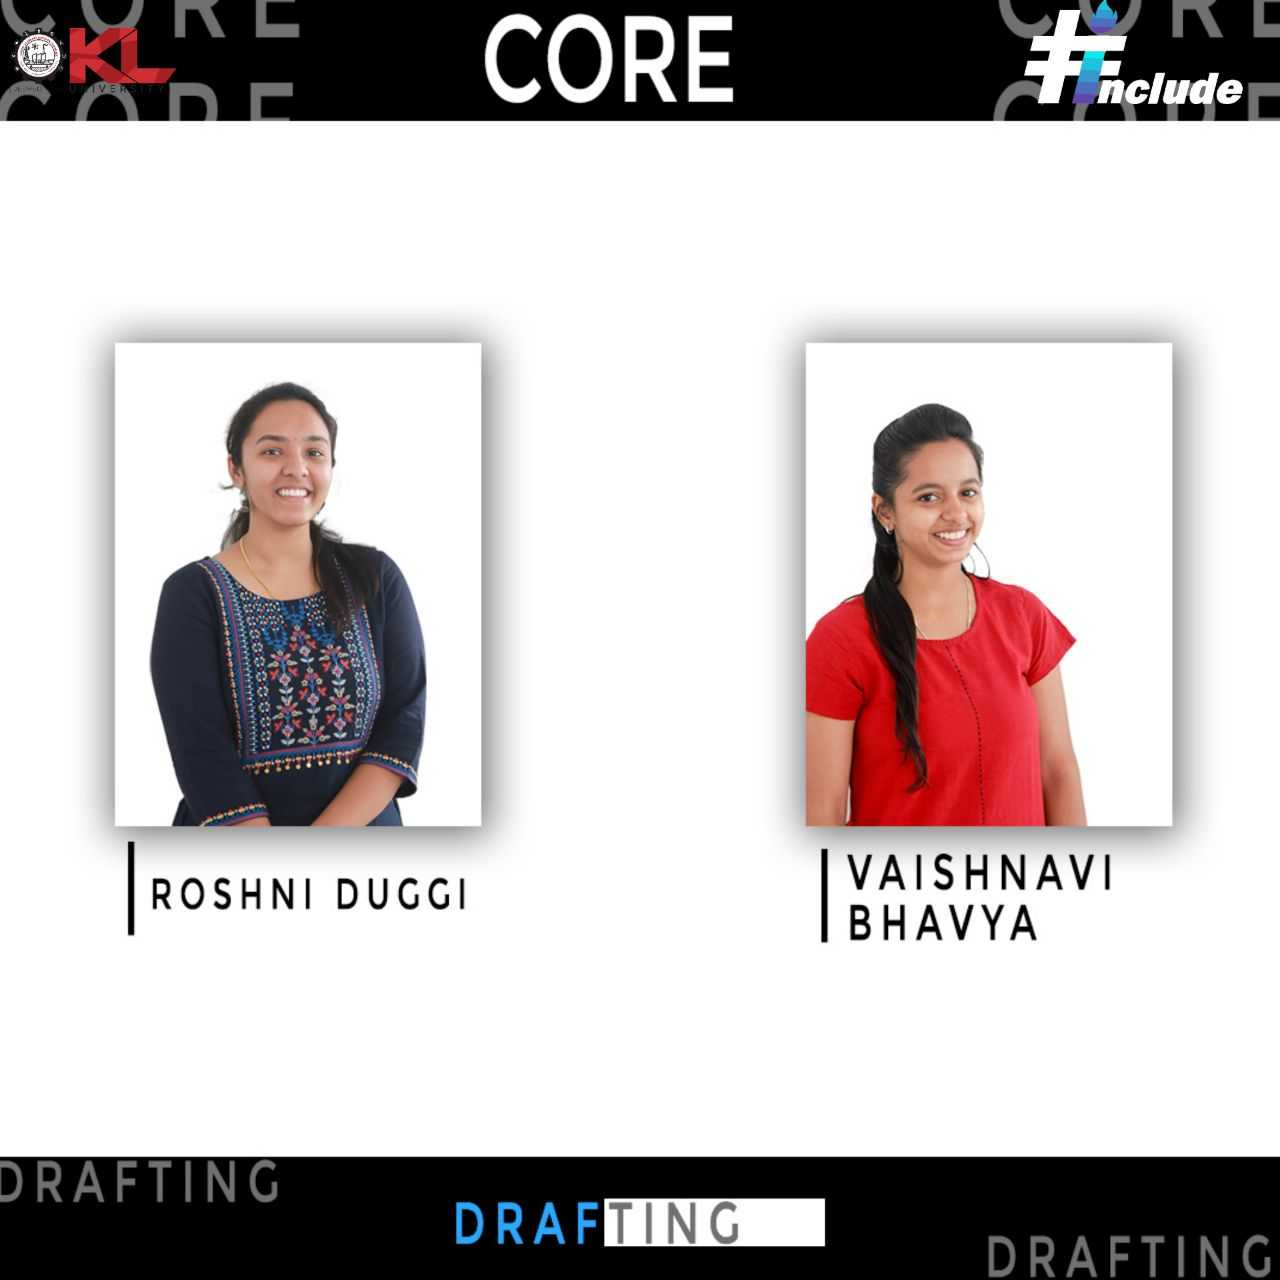 CORE
CORE
KL
UNIVERSITY
CORE
CORE
#include
CORE
ROSHNI DUGGI
VAISHNAVI
BHAVYA
DRAFTING
DRAFTING
DRAFTING